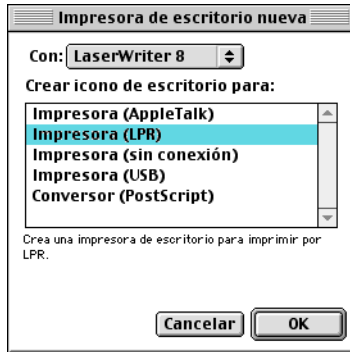 Impresora de escritorio nueva
Con: LaserWriter 8
Crear icono de escritorio para:
Impresora (AppleTalk)
Impresora (LPR)
Impresora (sin conexión)
Impresora (USB)
Conversor (PostScript)
Crea una impresora de escritorio para imprimir por
LPR.
Cancelar OK